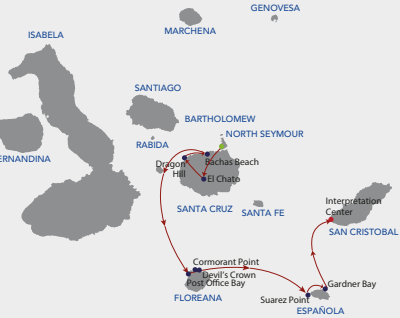 GENOVESA
MARCHENA
ISABELA
SANTIAGO
BARTHOLOMEW
NORTH SEYMOUR
RABIDA
ERNANDINA
Dragon
Hill
Bachas Beach
El Chato
Interpretation
Center
SANTA CRUZ
SANTA FE
SAN CRISTOBAL
Cormorant Point
Devil's Crown
Post Office Bay
FLOREANA
Gardner Bay
Suarez Point
ESPAÑOLA